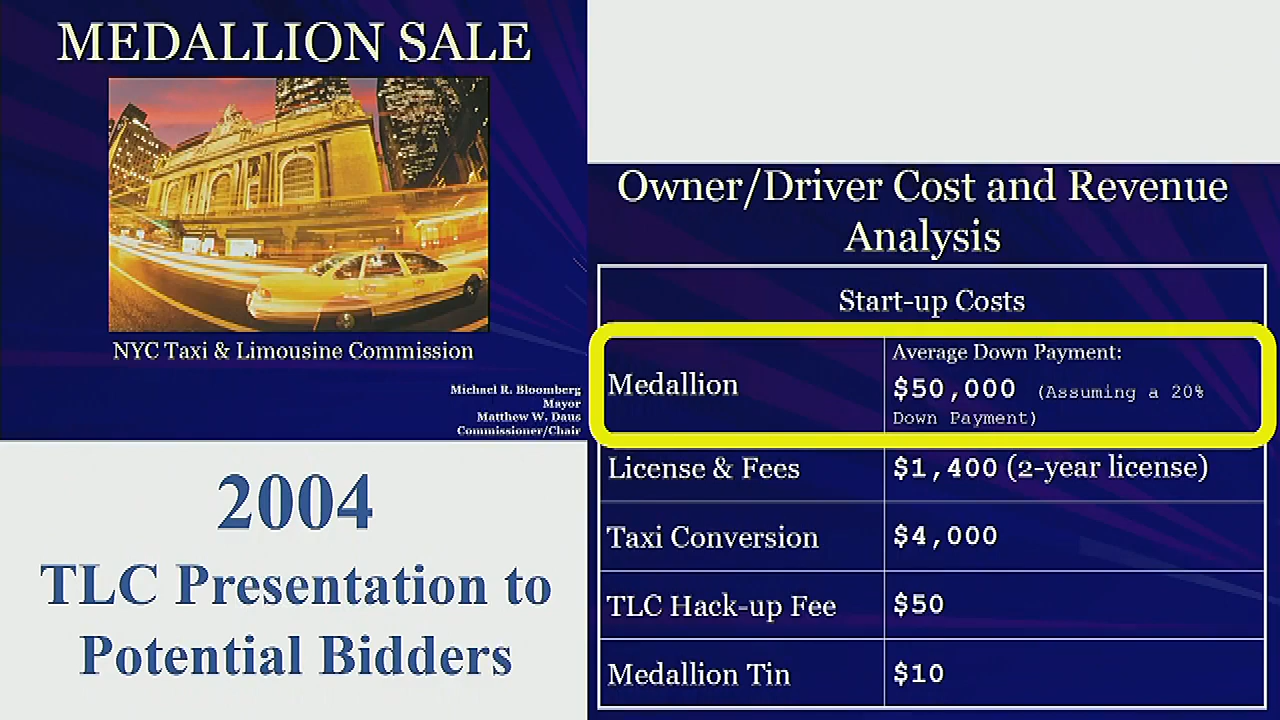 MEDALLION SALE
NYC Taxi & Limousine Commission
Michael R. Bloomberg
Mayor
Matthew W. Daus
Commissioner/Chair
2004
TLC Presentation to
Potential Bidders
Owner/Driver Cost and Revenue
Analysis
Start-up Costs
Medallion
Average Down Payment:
$50,000 (Assuming a 20%
Down Payment)
License & Fees
$1,400 (2-year license)
Taxi Conversion
$4,000
TLC Hack-up Fee
$50
Medallion Tin
$10